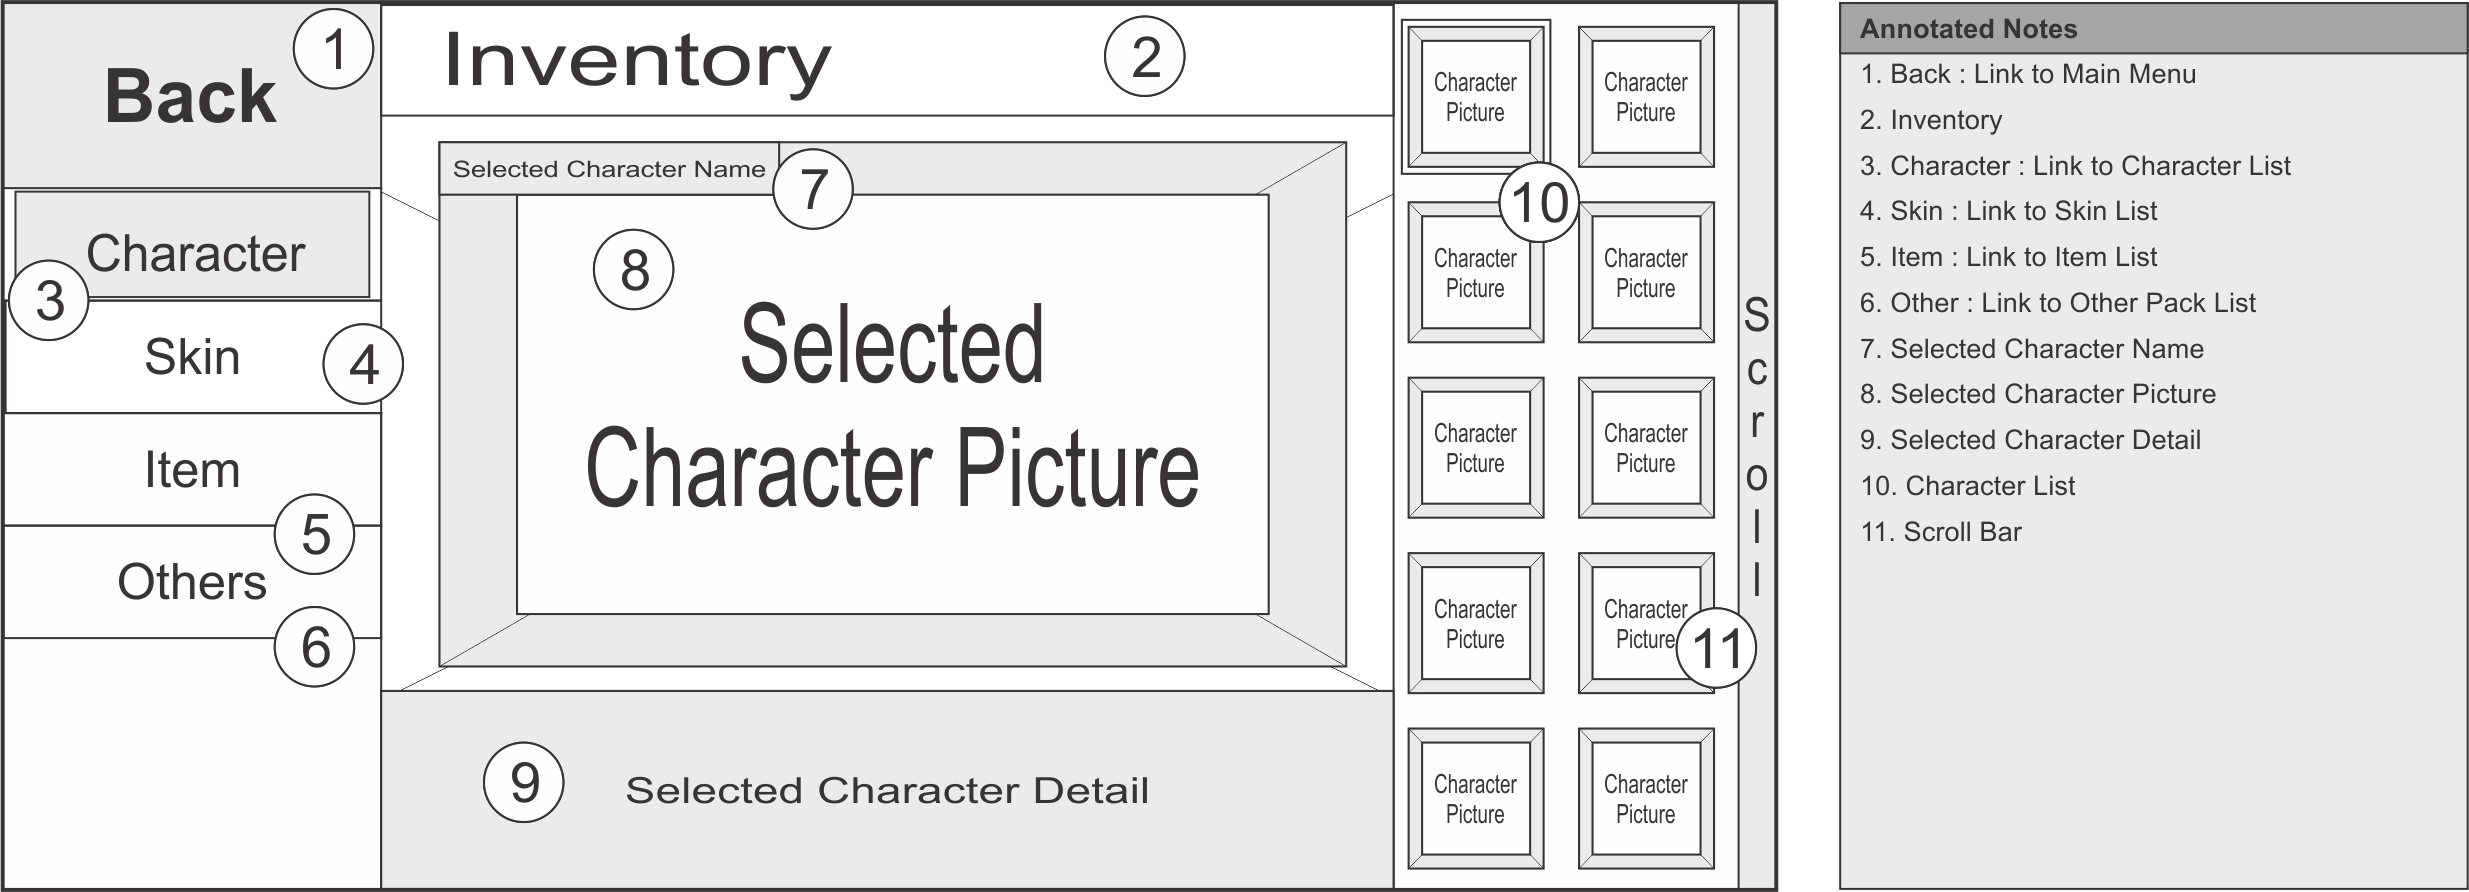 Back
1
Inventory
2
Character
3
Skin
4
Item
5
Others
6
Selected Character Name
7
8
Selected
Character Picture
9
Selected Character Detail
Character
Picture
Character
Picture
10
Character
Picture
Character
Picture
Character
Picture
Character
Picture
Character
Picture
Character
Picture
11
Character
Picture
Character
Picture
Scroll
Annotated Notes
1. Back : Link to Main Menu
2. Inventory
3. Character : Link to Character List
4. Skin : Link to Skin List
5. Item : Link to Item List
6. Other : Link to Other Pack List
7. Selected Character Name
8. Selected Character Picture
9. Selected Character Detail
10. Character List
11. Scroll Bar